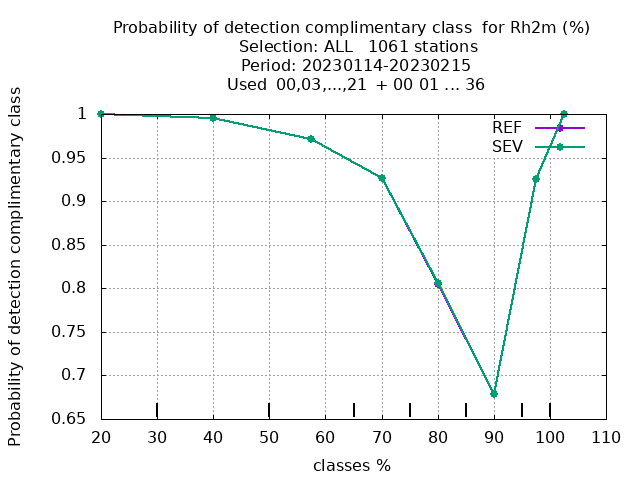 Probability of detection complimentary class  for Rh2m (%)
Selection: ALL   1061 stations
Period: 20230114-20230215
Used  00,03,...,21  + 00 01 ... 36
Probability of detection complimentary class
1
0.95
0.9
0.85
0.8
0.75
0.7
0.65
REF
SEV
20 30 40 50 60 70 80 90 100 110
classes %